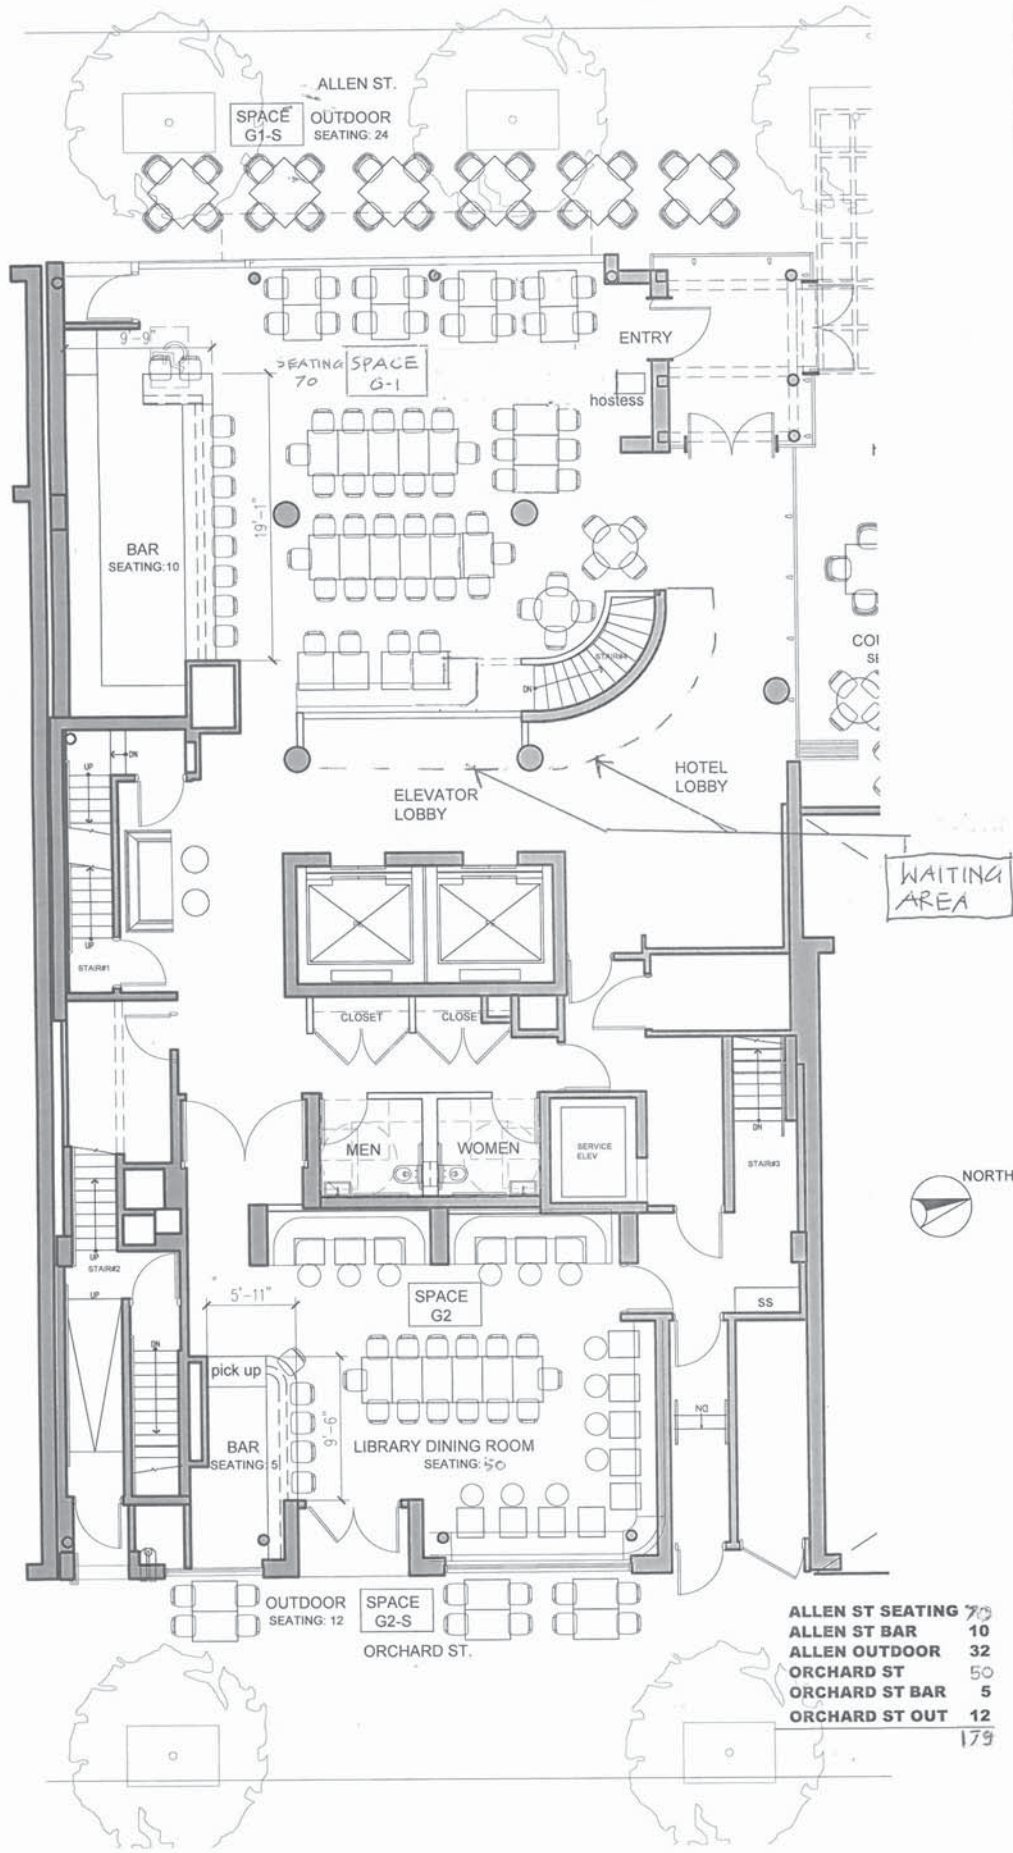 ALLEN ST.
SPACE
G1-S
OUTDOOR
SEATING: 24
ENTRY
9'-9"
SEATING
70
SPACE
G-1
hostess
19'-1"
BAR
SEATING:10
STAIR#4
DN
UP
DN
ELEVATOR
LOBBY
HOTEL
LOBBY
WAITING
AREA
UP
STAIR#1
CLOSET
CLOSET
MEN
WOMEN
SERVICE
ELEV
DN
STAIR#3
NORTH
UP
STAIR#2
UP
5'-11"
SPACE
G2
SS
pick up
DN
9'-6"
DN
BAR
SEATING: 5
LIBRARY DINING ROOM
SEATING: 50
OUTDOOR
SEATING: 12
SPACE
G2-S
ORCHARD ST.
ALLEN ST SEATING 70
ALLEN ST BAR 10
ALLEN OUTDOOR 32
ORCHARD ST 50
ORCHARD ST BAR 5
ORCHARD ST OUT 12
179